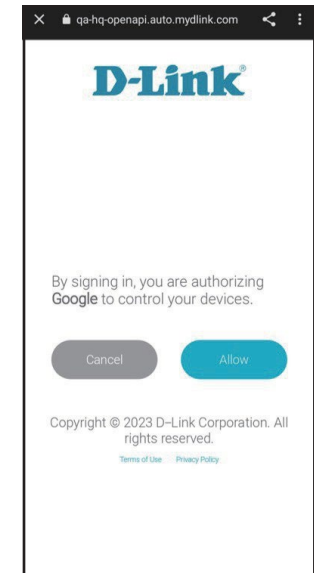 qa-hq-openapi.auto.mydlink.com
D-Link®
By signing in, you are authorizing
Google to control your devices.
Cancel
Allow
Copyright © 2023 D-Link Corporation. All
rights reserved.
Terms of Use Privacy Policy